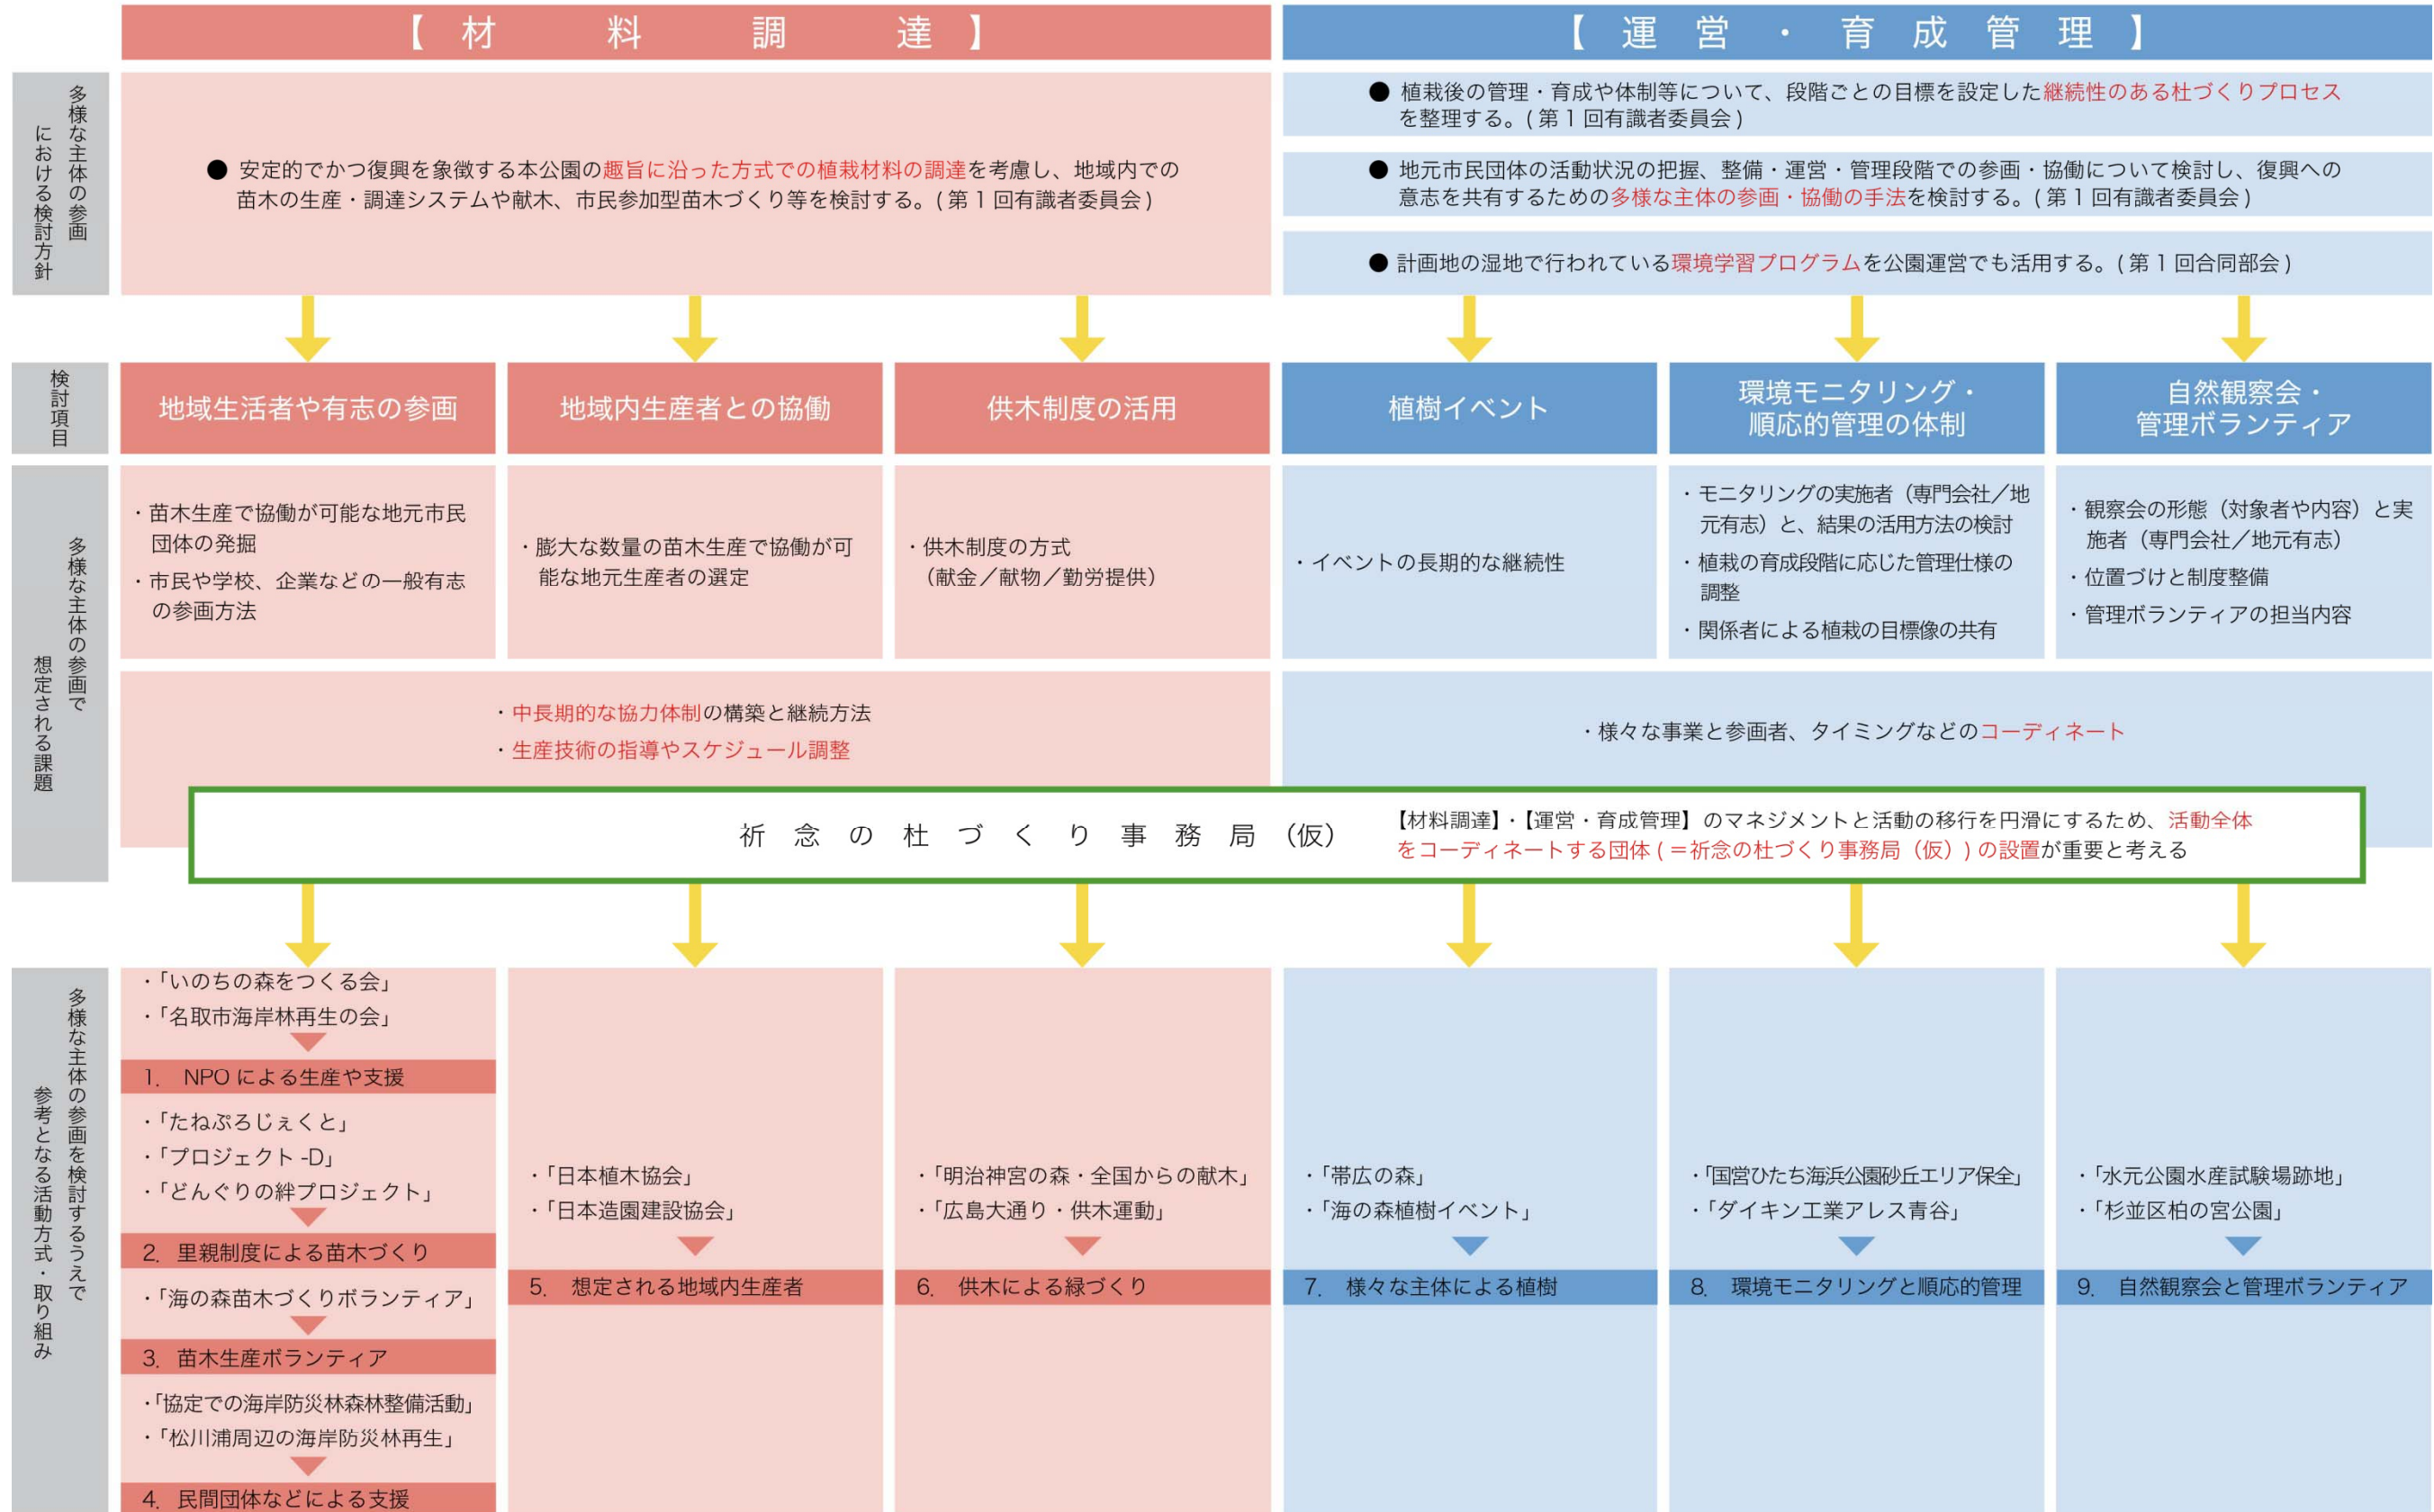 【 材 料 調 達 】
【 運 営 ・ 育 成 管 理 】
多様な主体の参画
における検討方針
● 安定的でかつ復興を象徴する本公園の趣旨に沿った方式での植栽材料の調達を考慮し、地域内での
苗木の生産・調達システムや献木、市民参加型苗木づくり等を検討する。( 第 1 回有識者委員会 )
● 植栽後の管理・育成や体制等について、段階ごとの目標を設定した継続性のある杜づくりプロセス
を整理する。( 第 1 回有識者委員会 )
● 地元市民団体の活動状況の把握、整備・運営・管理段階での参画・協働について検討し、復興への
意志を共有するための多様な主体の参画・協働の手法を検討する。( 第 1 回有識者委員会 )
● 計画地の湿地で行われている環境学習プログラムを公園運営でも活用する。( 第 1 回合同部会 )
検討項目
地域生活者や有志の参画
地域内生産者との協働
供木制度の活用
植樹イベント
環境モニタリング・
順応的管理の体制
自然観察会・
管理ボランティア
多様な主体の参画で
想定される課題
・苗木生産で協働が可能な地元市民
団体の発掘
・市民や学校、企業などの一般有志
の参画方法
・膨大な数量の苗木生産で協働が可
能な地元生産者の選定
・供木制度の方式
（献金／献物／勤労提供）
・イベントの長期的な継続性
・モニタリングの実施者（専門会社／地
元有志）と、結果の活用方法の検討
・植栽の育成段階に応じた管理仕様の
調整
・関係者による植栽の目標像の共有
・観察会の形態（対象者や内容）と実
施者（専門会社／地元有志）
・位置づけと制度整備
・管理ボランティアの担当内容
・中長期的な協力体制の構築と継続方法
・生産技術の指導やスケジュール調整
・様々な事業と参画者、タイミングなどのコーディネート
祈 念 の 杜 づ く り 事 務 局 （仮）
【材料調達】・【運営・育成管理】のマネジメントと活動の移行を円滑にするため、活動全体
をコーディネートする団体 ( ＝祈念の杜づくり事務局（仮）) の設置が重要と考える
多様な主体の参画を検討するうえで
参考となる活動方式・取り組み
・「いのちの森をつくる会」
・「名取市海岸林再生の会」
1. NPO による生産や支援
・「たねぷろじぇくと」
・「プロジェクト -D」
・「どんぐりの絆プロジェクト」
2. 里親制度による苗木づくり
・「海の森苗木づくりボランティア」
3. 苗木生産ボランティア
・「協定での海岸防災林森林整備活動」
・「松川浦周辺の海岸防災林再生」
4. 民間団体などによる支援
・「日本植木協会」
・「日本造園建設協会」
5. 想定される地域内生産者
・「明治神宮の森・全国からの献木」
・「広島大通り・供木運動」
6. 供木による緑づくり
・「帯広の森」
・「海の森植樹イベント」
7. 様々な主体による植樹
・「国営ひたち海浜公園砂丘エリア保全」
・「ダイキン工業アレス青谷」
8. 環境モニタリングと順応的管理
・「水元公園水産試験場跡地」
・「杉並区柏の宮公園」
9. 自然観察会と管理ボランティア